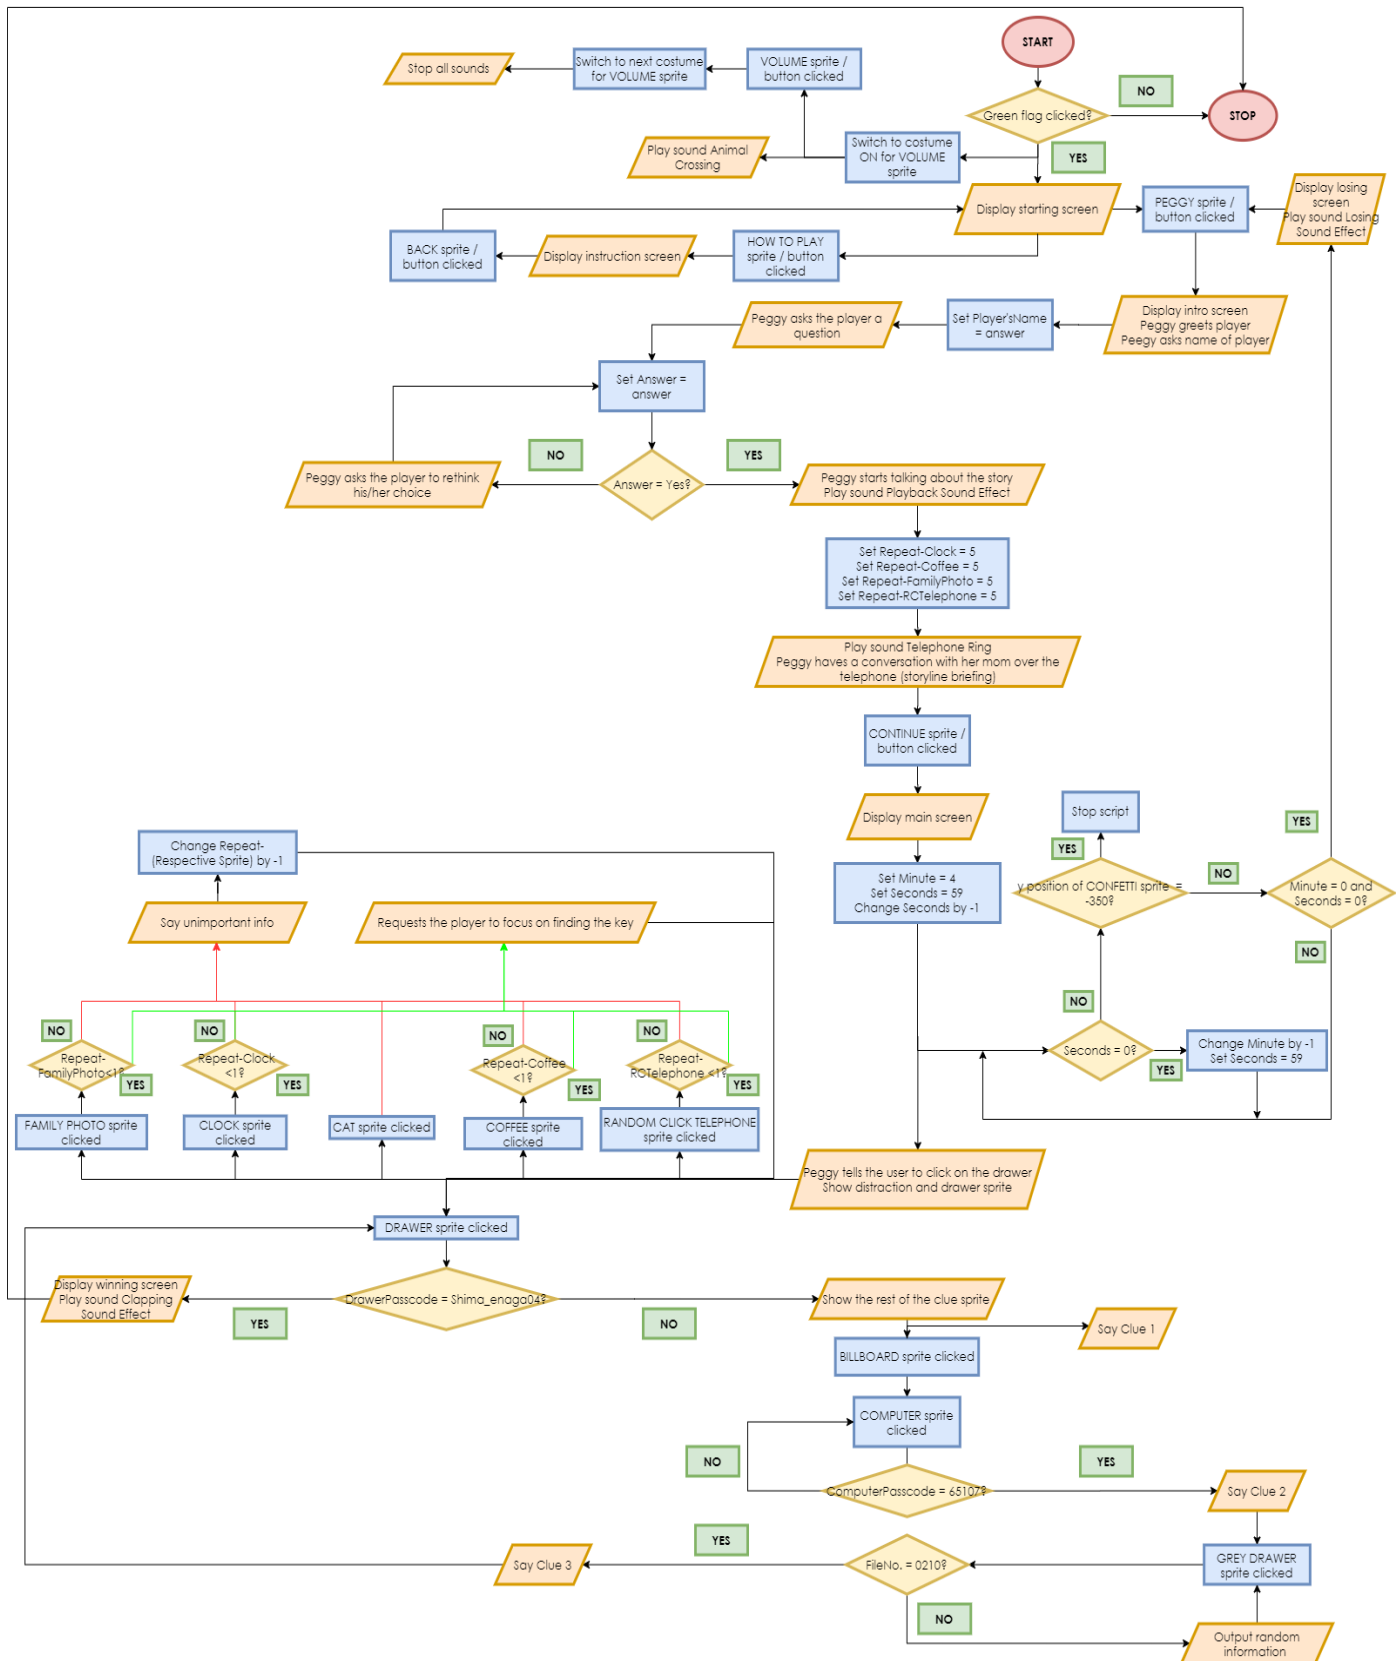 START
Stop all sounds
Switch to next costume
for VOLUME sprite
VOLUME sprite /
button clicked
NO
Green flag clicked?
STOP
Play sound Animal
Crossing
Switch to costume
ON for VOLUME
sprite
YES
Display starting screen
PEGGY sprite /
button clicked
Display losing
screen
Play sound Losing
Sound Effect
BACK sprite /
button clicked
Display instruction screen
HOW TO PLAY
sprite / button
clicked
Peggy asks the player a
question
Set Player'sName
= answer
Display intro screen
Peggy greets player
Peegy asks name of player
Set Answer =
answer
NO
YES
Peggy asks the player to rethink
his/her choice
Answer = Yes?
Peggy starts talking about the story
Play sound Playback Sound Effect
Set Repeat-Clock = 5
Set Repeat-Coffee = 5
Set Repeat-FamilyPhoto = 5
Set Repeat-RCTelephone = 5
Play sound Telephone Ring
Peggy haves a conversation with her mom over the
telephone (storyline briefing)
CONTINUE sprite /
button clicked
Display main screen
Stop script
YES
YES
Change Repeat-
(Respective Sprite) by -1
Set Minute = 4
Set Seconds = 59
Change Seconds by -1
y position of CONFETTI sprite =
-350?
NO
Minute = 0 and
Seconds = 0?
Say unimportant info
Requests the player to focus on finding the key
NO
NO
NO
NO
NO
NO
Repeat-
FamilyPhoto<1?
YES
Repeat-Clock
<1?
YES
Repeat-Coffee
<1?
YES
Repeat-
RCTelephone <1?
YES
Seconds = 0?
YES
Change Minute by -1
Set Seconds = 59
FAMILY PHOTO sprite
clicked
CLOCK sprite
clicked
CAT sprite clicked
COFFEE sprite
clicked
RANDOM CLICK TELEPHONE
sprite clicked
Peggy tells the user to click on the drawer
Show distraction and drawer sprite
DRAWER sprite clicked
Display winning screen
Play sound Clapping
Sound Effect
YES
DrawerPasscode = Shima_enaga04?
NO
Show the rest of the clue sprite
Say Clue 1
BILLBOARD sprite clicked
COMPUTER sprite
clicked
NO
YES
ComputerPasscode = 65107?
Say Clue 2
YES
Say Clue 3
FileNo. = 0210?
GREY DRAWER
sprite clicked
NO
Output random
information